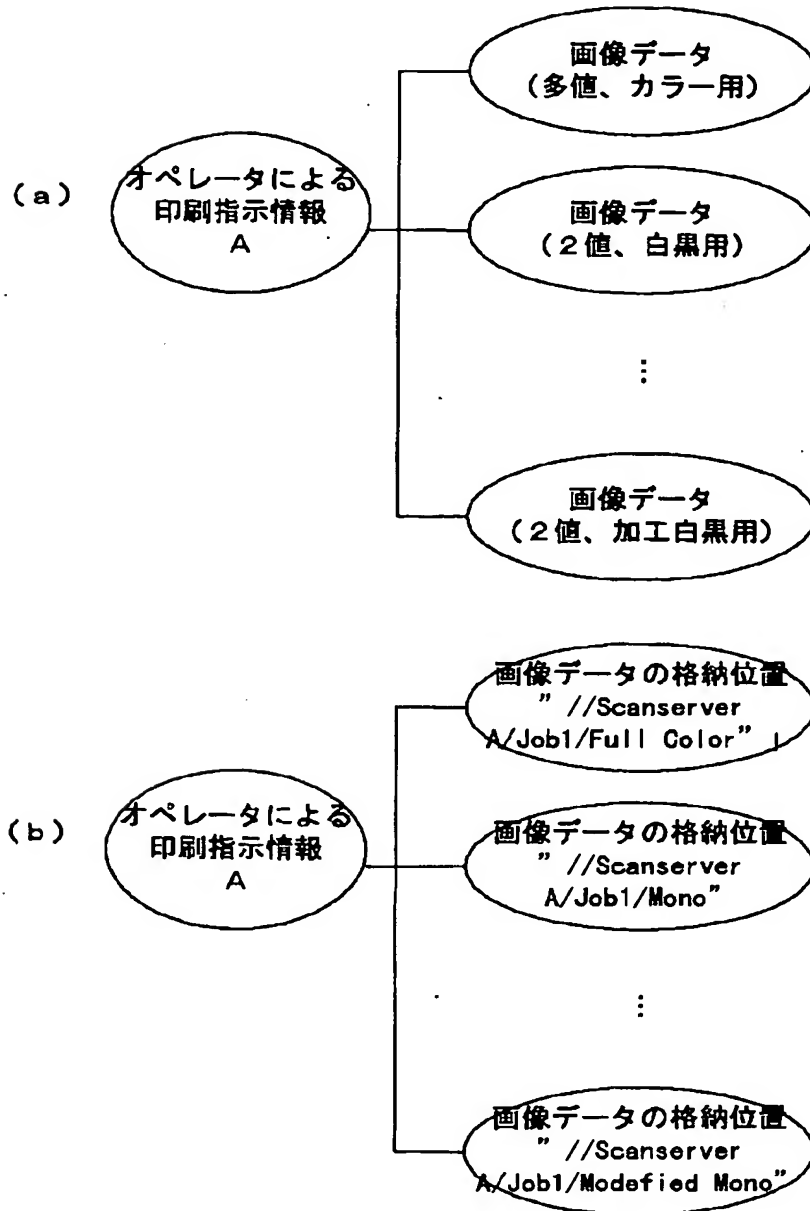 (a)
オペレータによる
印刷指示情報
A
画像データ
(多値、カラー用)
画像データ
(2値、白黒用)
⋮
画像データ
(2値、加工白黒用)
(b)
オペレータによる
印刷指示情報
A
画像データの格納位置
” //Scanserver
A/Job1/Full Color”
画像データの格納位置
” //Scanserver
A/Job1/Mono”
⋮
画像データの格納位置
” //Scanserver
A/Job1/Modefied Mono”